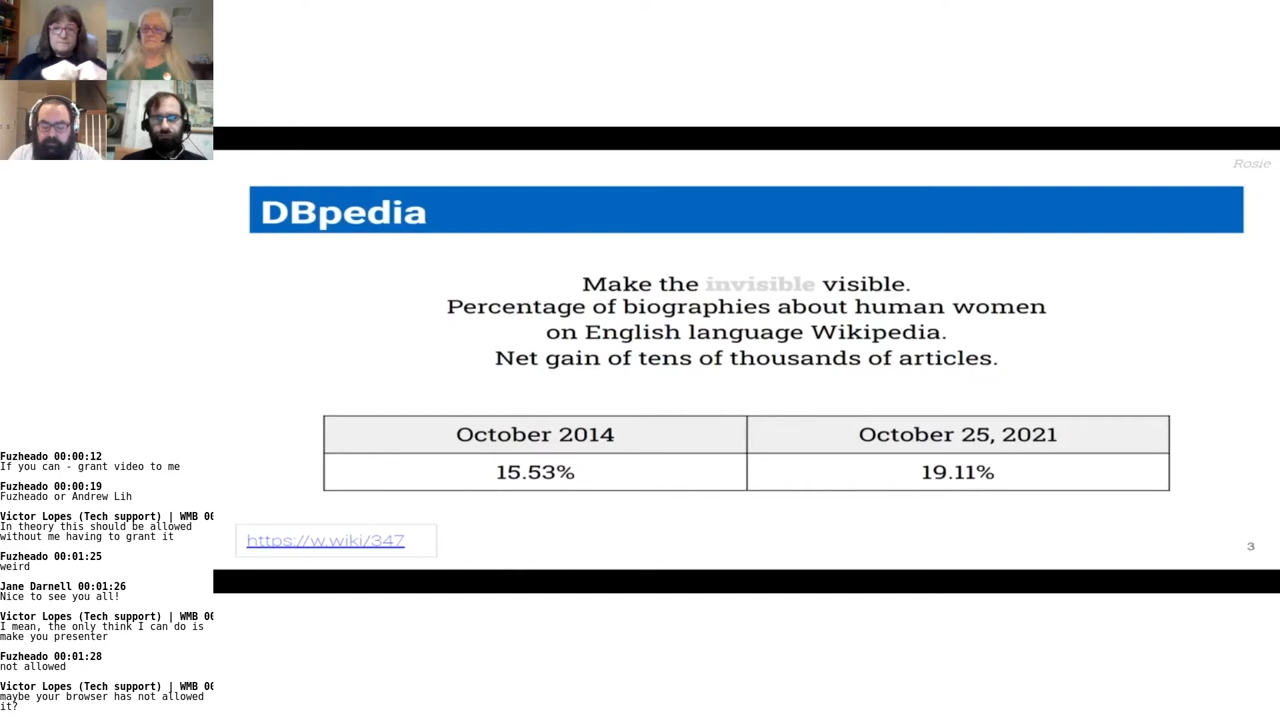 Rosie
DBpedia
Make the invisible visible.
Percentage of biographies about human women
on English language Wikipedia.
Net gain of tens of thousands of articles.
October 2014
October 25, 2021
15.53%
19.11%
https://w.wiki/347
3
Fuzheado 00:00:12
If you can - grant video to me
Fuzheado 00:00:19
Fuzheado or Andrew Lih
Victor Lopes (Tech support) | WMB 00
In theory this should be allowed
without me having to grant it
Fuzheado 00:01:25
weird
Jane Darnell 00:01:26
Nice to see you all!
Victor Lopes (Tech support) | WMB 00
I mean, the only think I can do is
make you presenter
Fuzheado 00:01:28
not allowed
Victor Lopes (Tech support) | WMB 00
maybe your browser has not allowed
it?